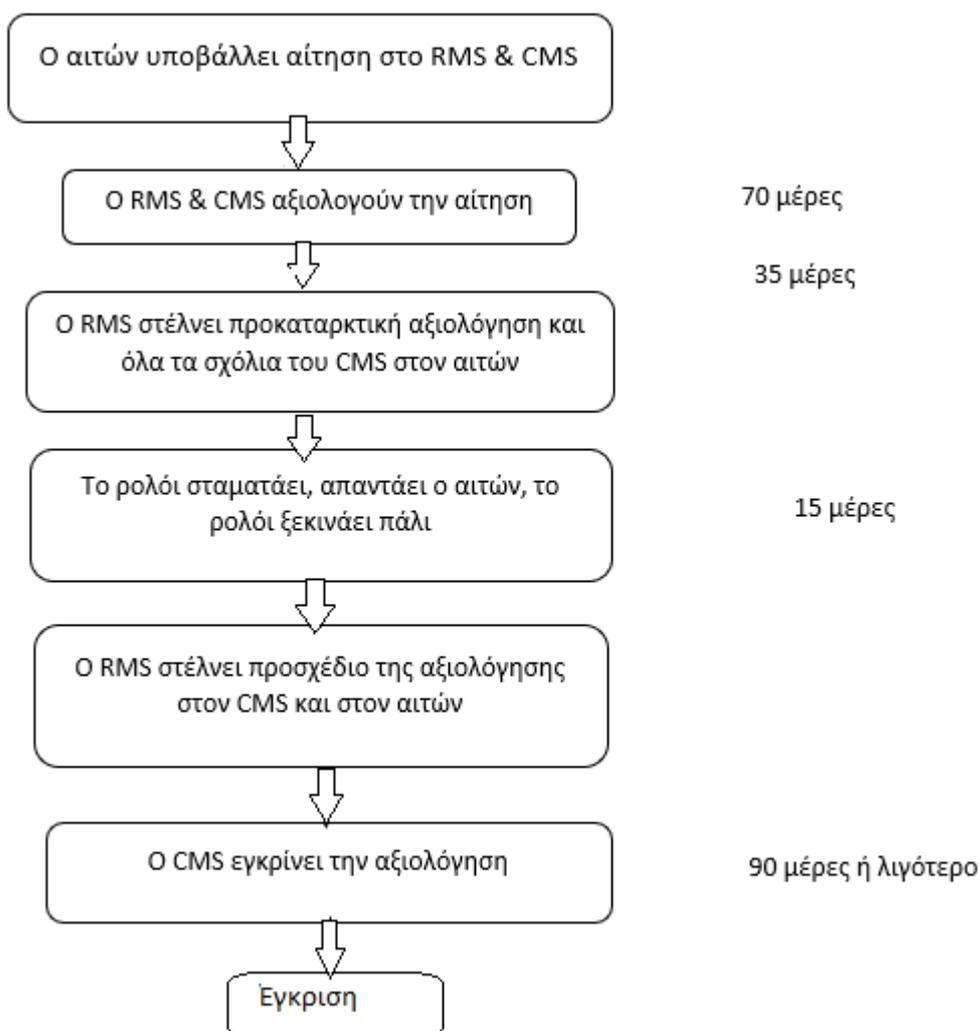 Ο αιτών υποβάλλει αίτηση στο RMS & CMS
Ο RMS & CMS αξιολογούν την αίτηση
70 μέρες
35 μέρες
Ο RMS στέλνει προκαταρκτική αξιολόγηση και
όλα τα σχόλια του CMS στον αιτών
Το ρολόι σταματάει, απαντάει ο αιτών, το
ρολόι ξεκινάει πάλι
15 μέρες
Ο RMS στέλνει προσχέδιο της αξιολόγησης
στον CMS και στον αιτών
Ο CMS εγκρίνει την αξιολόγηση
90 μέρες ή λιγότερο
Έγκριση